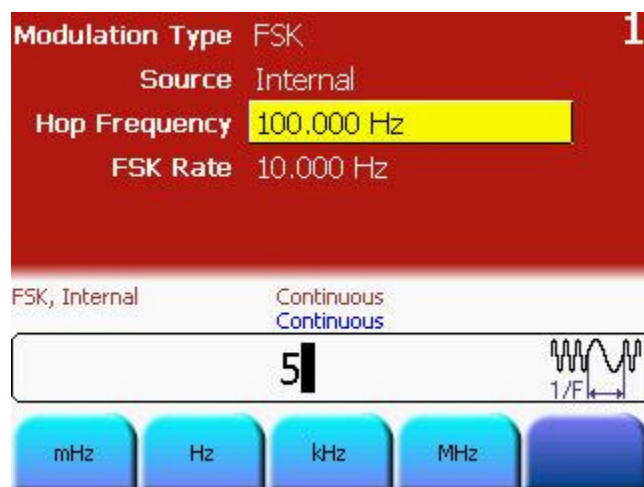 Modulation Type FSK 1
Source Internal
Hop Frequency 100.000 Hz
FSK Rate 10.000 Hz
FSK, Internal Continuous
Continuous
5
1/F
mHz Hz kHz MHz